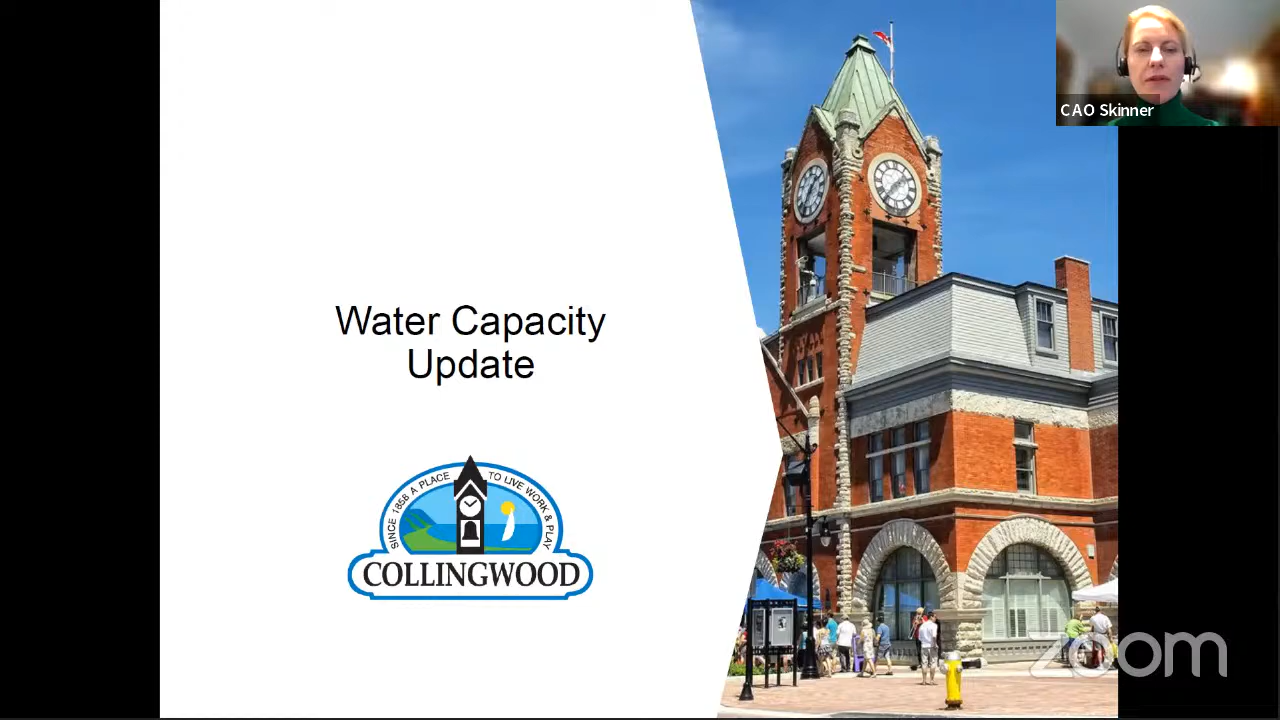 CAO Skinner
Water Capacity
Update
SINCE 1858 A PLACE TO LIVE WORK & PLAY
COLLINGWOOD
zoom